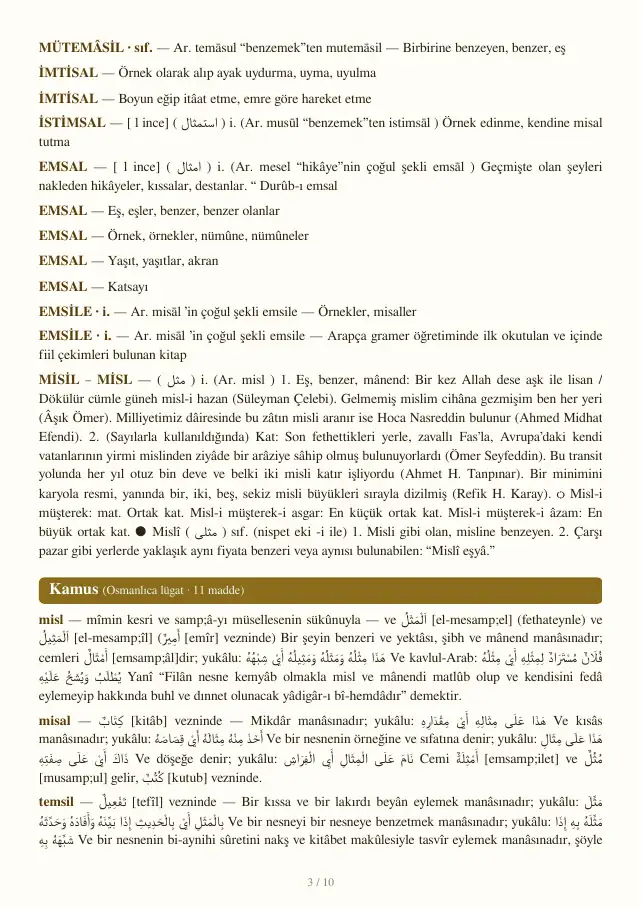 MÜTEMÂSİL · sıf. — Ar. temāsul “benzemek”ten mutemāsil — Birbirine benzeyen, benzer, eş
İMTİSAL — Örnek olarak alıp ayak uydurma, uyma, uyulma
İMTİSAL — Boyun eğip itâat etme, emre göre hareket etme
İSTİMSAL — [ l ince] ( استمثال ) i. (Ar. musūl “benzemek”ten istimsāl ) Örnek edinme, kendine misal
tutma
EMSAL — [ l ince] ( امثال ) i. (Ar. mesel “hikâye”nin çoğul şekli emsāl ) Geçmişte olan şeyleri
nakleden hikâyeler, kıssalar, destanlar. “ Durûb-ı emsal
EMSAL — Eş, eşler, benzer, benzer olanlar
EMSAL — Örnek, örnekler, nümûne, nümûneler
EMSAL — Yaşıt, yaşıtlar, akran
EMSAL — Katsayı
EMSİLE · i. — Ar. misāl ’in çoğul şekli emsile — Örnekler, misaller
EMSİLE · i. — Ar. misāl ’in çoğul şekli emsile — Arapça gramer öğretiminde ilk okutulan ve içinde
fiil çekimleri bulunan kitap
MİSİL – MİSL — ( مثل ) i. (Ar. misl ) 1. Eş, benzer, mânend: Bir kez Allah dese aşk ile lisan /
Dökülür cümle güneh misl-i hazan (Süleyman Çelebi). Gelmemiş mislim cihâna gezmişim ben her yeri
(Âşık Ömer). Milliyetimiz dâiresinde bu zâtın misli aranır ise Hoca Nasreddin bulunur (Ahmed Midhat
Efendi). 2. (Sayılarla kullanıldığında) Kat: Son fethettikleri yerle, zavallı Fas’la, Avrupa’daki kendi
vatanlarının yirmi mislinden ziyâde bir arâziye sâhip olmuş bulunuyorlardı (Ömer Seyfeddin). Bu transit
yolunda her yıl otuz bin deve ve belki iki misli katır işliyordu (Ahmet H. Tanpınar). Bir minimini
karyola resmi, yanında bir, iki, beş, sekiz misli büyükleri sırayla dizilmiş (Refik H. Karay). ○ Misl-i
müşterek: mat. Ortak kat. Misl-i müşterek-i asgar: En küçük ortak kat. Misl-i müşterek-i âzam: En
büyük ortak kat. ● Mislî ( مثلى ) sıf. (nispet eki -і ile) 1. Misli gibi olan, misline benzeyen. 2. Çarşı
pazar gibi yerlerde yaklaşık aynı fiyata benzeri veya aynısı bulunabilen: “Mislî eşyâ.”
Kamus (Osmanlıca lügat · 11 madde)
misl — mîmin kesri ve samp;â-yı müsellesenin sükûnuyla — ve اَلْمَثَلُ [el-mesamp;el] (fethateynle) ve
اَلْمَثِيلُ [el-mesamp;îl] (أَمِيرٌ [emîr] vezninde) Bir şeyin benzeri ve yektâsı, şibh ve mânend manâsınadır;
cemleri أَمْثَالٌ [emsamp;âl]dir; yukâlu: هَذَا مِثْلُهُ وَمَثَلُهُ وَمَثِيلُهُ أَيْ شِبْهُهُ Ve kavlul-Arab: فُلَانٌ مُسْتَرَادٌ لِمِثْلِهِ أَيْ مِثْلُهُ
يُطْلَبُ وَيُشَحُّ عَلَيْهِ Yanî “Filân nesne kemyâb olmakla misl ve mânendi matlûb olup ve kendisini fedâ
eylemeyip hakkında buhl ve dınnet olunacak yâdigâr-ı bî-hemdâdır” demektir.
misal — كِتَابٌ [kitâb] vezninde — Mikdâr manâsınadır; yukâlu: هَذَا عَلَى مِثَالِهِ أَيْ مِقْدَارِهِ Ve kısâs
manâsınadır; yukâlu: أَخَذَ مِنْهُ مِثَالَهُ أَيْ قِصَاصَهُ Ve bir nesnenin örneğine ve sıfatına denir; yukâlu: هَذَا عَلَى مِثَالِ
ذَاكَ أَيْ عَلَى صِفَتِهِ Ve döşeğe denir; yukâlu: نَامَ عَلَى الْمِثَالِ أَيِ الْفِرَاشِ Cemi أَمْثِلَةٌ [emsamp;ilet] ve مُثُلٌ
[musamp;ul] gelir, كُتُبٌ [kutub] vezninde.
temsil — تَفْعِيلٌ [tefîl] vezninde — Bir kıssa ve bir lakırdı beyân eylemek manâsınadır; yukâlu: مَثَّلَ
بِالْمَثَلِ أَيْ بِالْحَدِيثِ إِذَا بَيَّنَهُ وَأَفَادَهُ وَحَدَّثَهُ Ve bir nesneyi bir nesneye benzetmek manâsınadır; yukâlu: مَثَّلَهُ بِهِ إِذَا
شَبَّهَهُ بِهِ Ve bir nesnenin bi-aynihi sûretini nakş ve kitâbet makûlesiyle tasvîr eylemek manâsınadır, şöyle
3 / 10